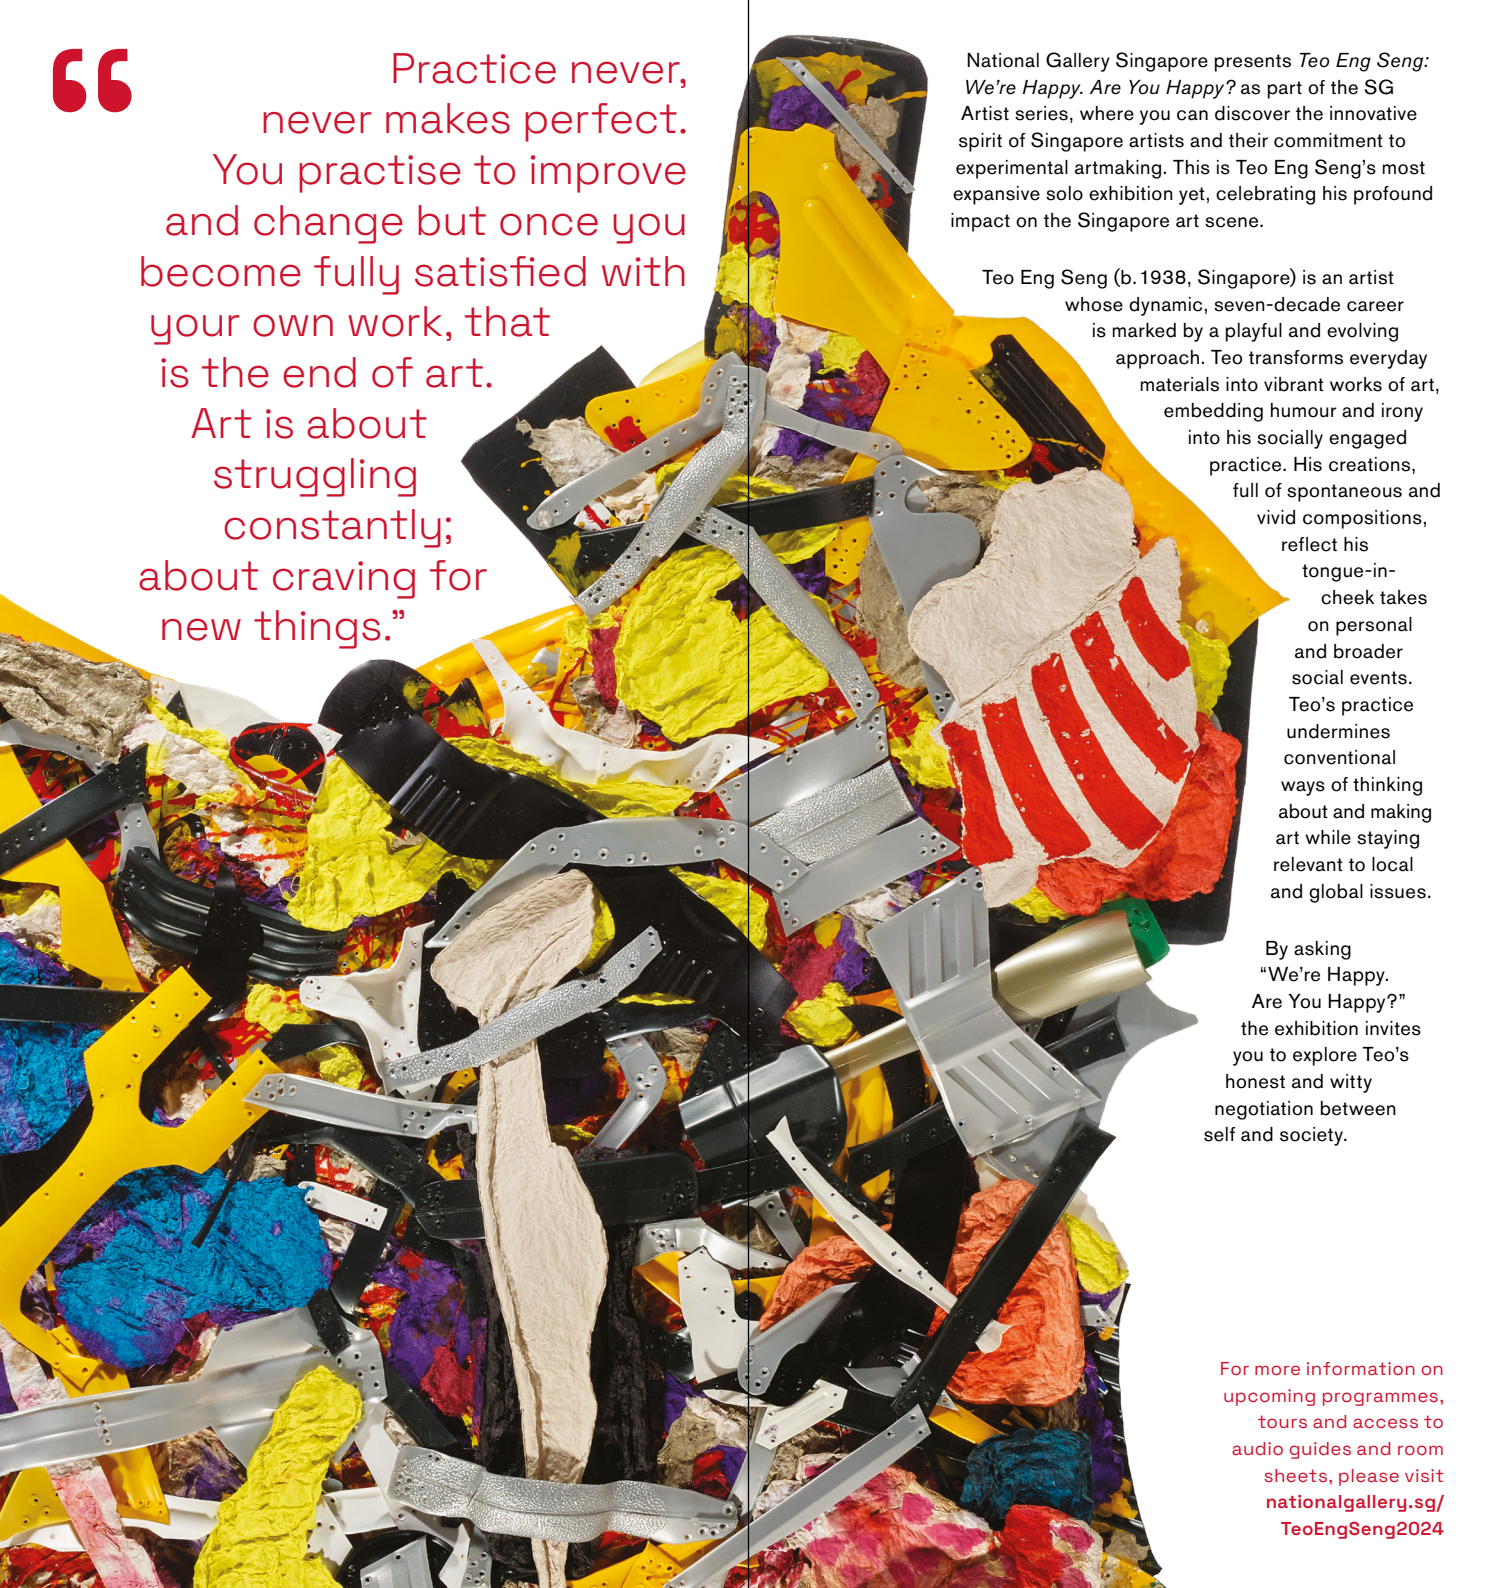 “
Practice never,
never makes perfect.
You practise to improve
and change but once you
become fully satisfied with
your own work, that
is the end of art.
Art is about
struggling
constantly;
about craving for
new things.”
National Gallery Singapore presents Teo Eng Seng:
We’re Happy. Are You Happy? as part of the SG
Artist series, where you can discover the innovative
spirit of Singapore artists and their commitment to
experimental artmaking. This is Teo Eng Seng’s most
expansive solo exhibition yet, celebrating his profound
impact on the Singapore art scene.
Teo Eng Seng (b. 1938, Singapore) is an artist
whose dynamic, seven-decade career
is marked by a playful and evolving
approach. Teo transforms everyday
materials into vibrant works of art,
embedding humour and irony
into his socially engaged
practice. His creations,
full of spontaneous and
vivid compositions,
reflect his
tongue-in-
cheek takes
on personal
and broader
social events.
Teo’s practice
undermines
conventional
ways of thinking
about and making
art while staying
relevant to local
and global issues.
By asking
“We’re Happy.
Are You Happy?”
the exhibition invites
you to explore Teo’s
honest and witty
negotiation between
self and society.
For more information on
upcoming programmes,
tours and access to
audio guides and room
sheets, please visit
nationalgallery.sg/
TeoEngSeng2024